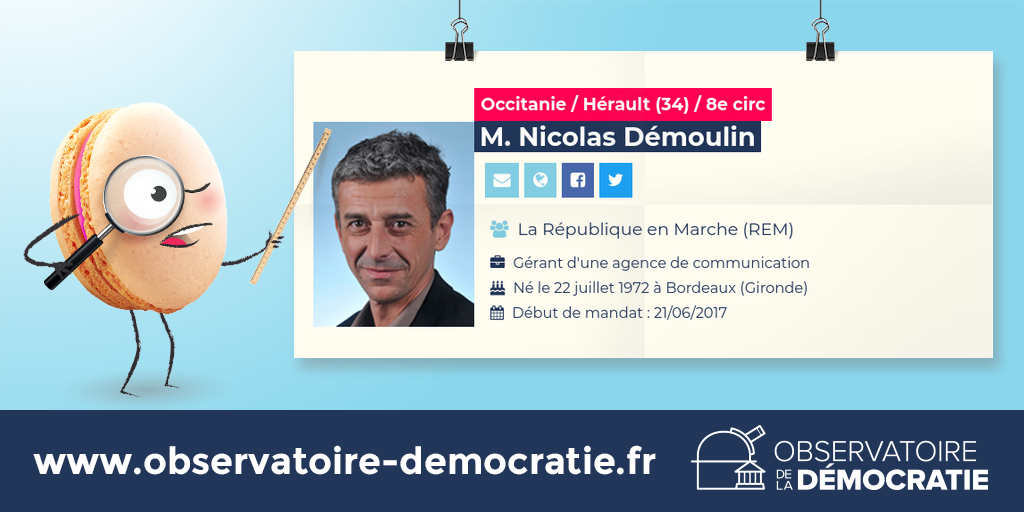 Occitanie / Hérault (34) / 8e circ
M. Nicolas Démoulin
La République en Marche (REM)
Gérant d'une agence de communication
Né le 22 juillet 1972 à Bordeaux (Gironde)
Début de mandat : 21/06/2017
www.observatoire-democratie.fr
OBSERVATOIRE
DE LA DÉMOCRATIE